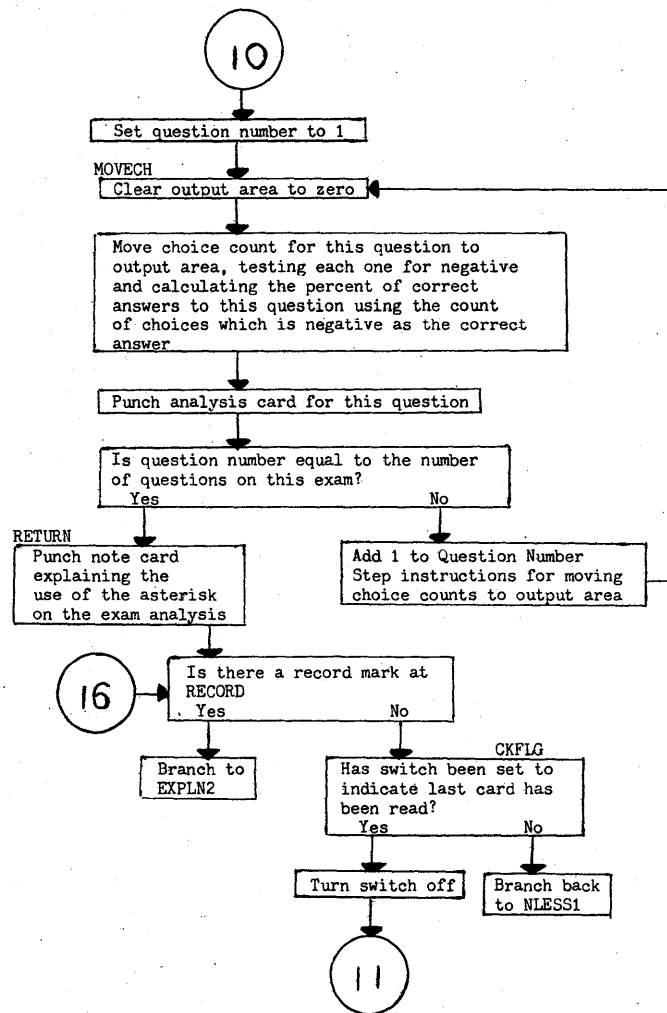 10
Set question number to 1
MOVECH
Clear output area to zero
Move choice count for this question to
output area, testing each one for negative
and calculating the percent of correct
answers to this question using the count
of choices which is negative as the correct
answer
Punch analysis card for this question
Is question number equal to the number
of questions on this exam?
Yes No
RETURN
Punch note card
explaining the
use of the asterisk
on the exam analysis
Add 1 to Question Number
Step instructions for moving
choice counts to output area
16
Is there a record mark at
RECORD
Yes No
Branch to
EXPLN2
CKFLG
Has switch been set to
indicate last card has
been read?
Yes No
Turn switch off
Branch back
to NLESS1
11